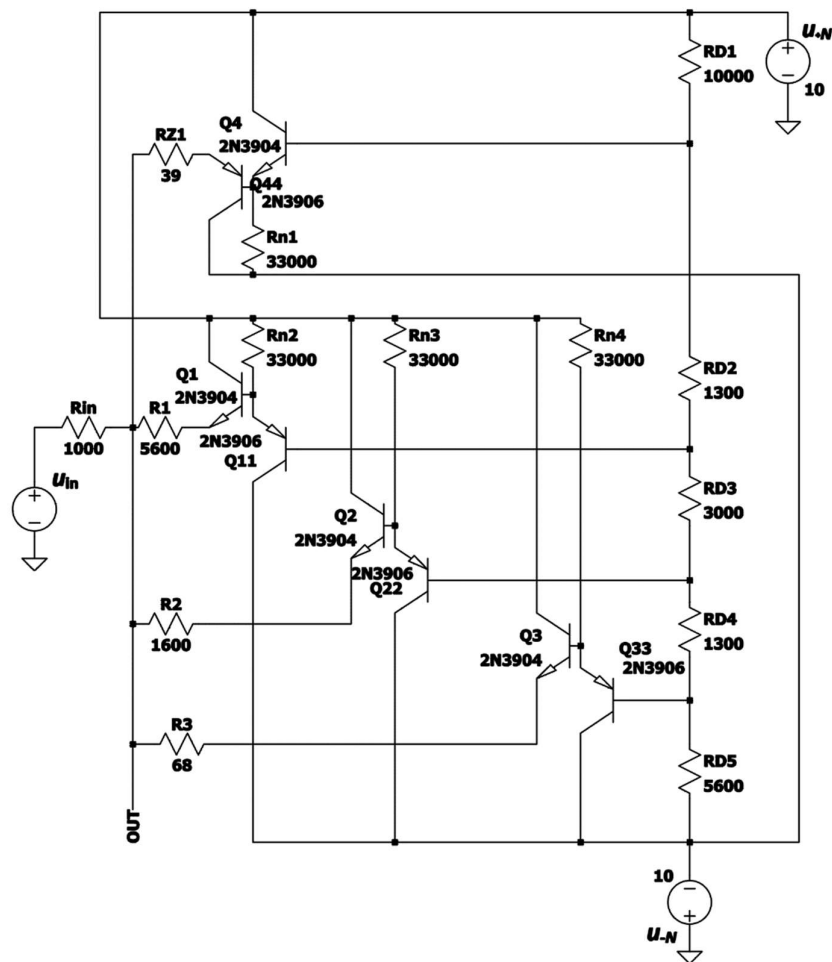 u+N
RD1
10000
10
Q4
2N3904
RZ1
39
Q44
2N3906
Rn1
33000
Rn2
33000
Rn3
33000
Rn4
33000
RD2
1300
Q1
2N3904
Rin
1000
R1
5600
2N3906
Q11
uin
RD3
3000
Q2
2N3904
2N3906
Q22
R2
1600
RD4
1300
Q3
2N3904
Q33
2N3906
R3
68
RD5
5600
OUT
10
u-N